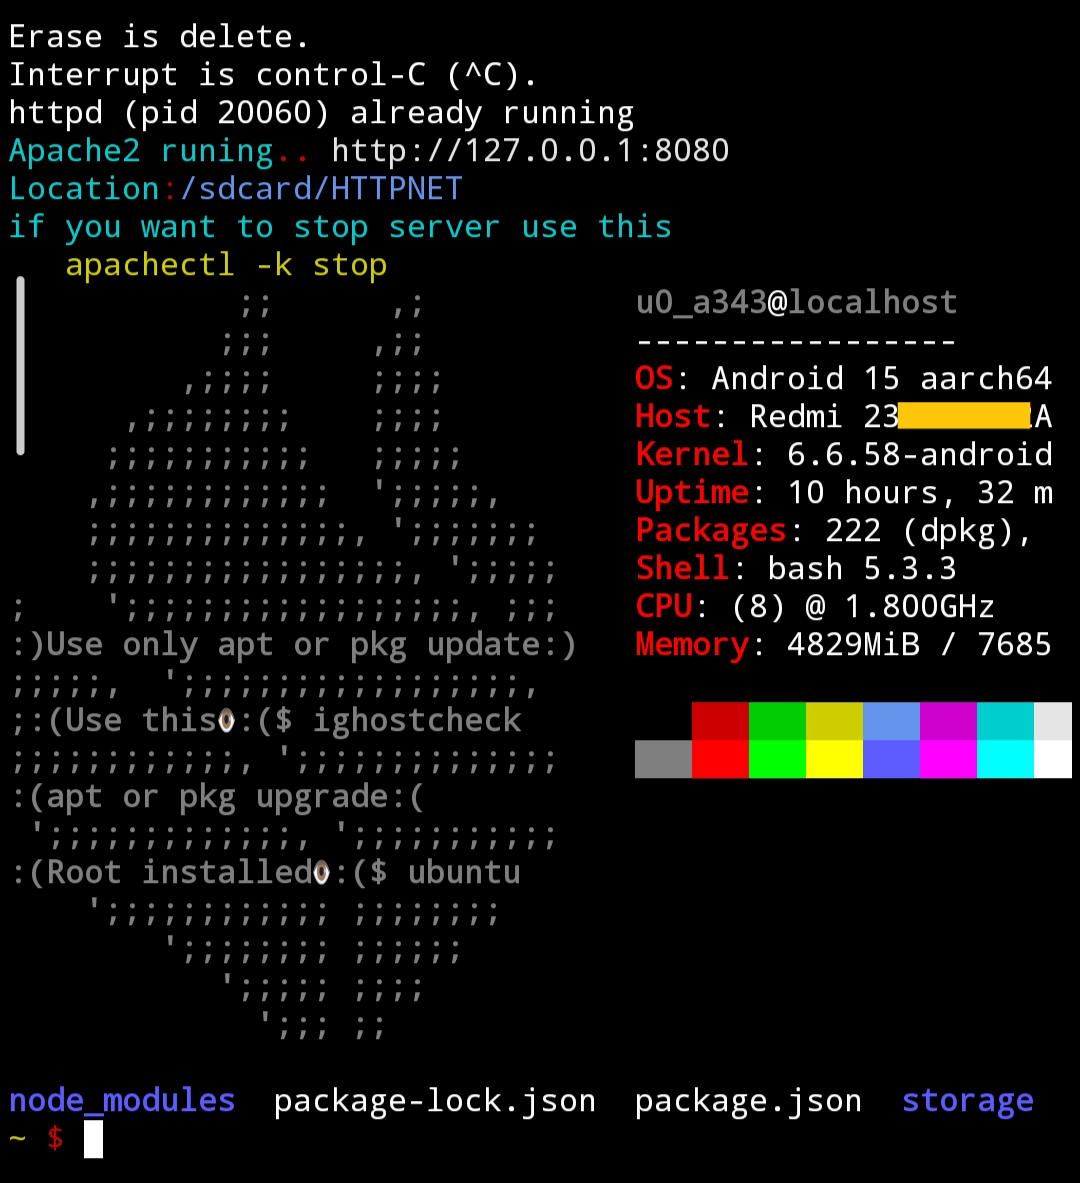 Erase is delete.
Interrupt is control-C (^C).
httpd (pid 20060) already running
Apache2 runing.. http://127.0.0.1:8080
Location:/sdcard/HTTPNET
if you want to stop server use this
apachectl -k stop
u0_a343@localhost
-----------------
OS: Android 15 aarch64
Host: Redmi 23 A
Kernel: 6.6.58-android
Uptime: 10 hours, 32 m
Packages: 222 (dpkg),
Shell: bash 5.3.3
CPU: (8) @ 1.800GHz
Memory: 4829MiB / 7685
:)Use only apt or pkg update:)
;:(Use this👁:($ ighostcheck
:(apt or pkg upgrade:(
:(Root installed👁:($ ubuntu
node_modules package-lock.json package.json storage
~ $